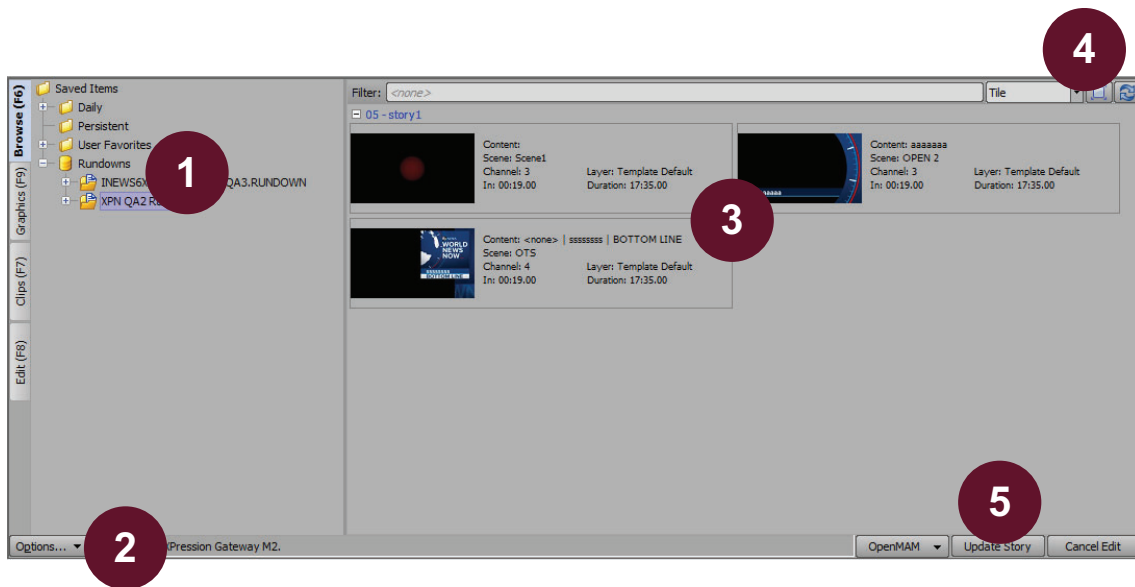 4
Browse (F6)
Graphics (F9)
Clips (F7)
Edit (F8)
Saved Items
Daily
Persistent
User Favorites
Rundowns
INEWS6X QA3.RUNDOWN
XPN QA2 R
1
Filter: <none> Tile
05 - story1
Content:
Scene: Scene1
Channel: 3 Layer: Template Default
In: 00:19.00 Duration: 17:35.00
aaaaa
Content: aaaaaaa
Scene: OPEN 2
Channel: 3 Layer: Template Default
In: 00:19.00 Duration: 17:35.00
3
WORLD
NEWS
NOW
ssssssss
BOTTOM LINE
Content: <none> | ssssssss | BOTTOM LINE
Scene: OTS
Channel: 4 Layer: Template Default
In: 00:19.00 Duration: 17:35.00
5
Options... 2 Pression Gateway M2. OpenMAM Update Story Cancel Edit